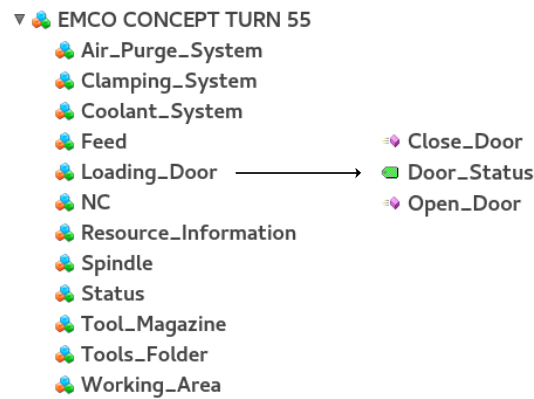 EMCO CONCEPT TURN 55
Air_Purge_System
Clamping_System
Coolant_System
Feed
Close_Door
Loading_Door
Door_Status
NC
Open_Door
Resource_Information
Spindle
Status
Tool_Magazine
Tools_Folder
Working_Area